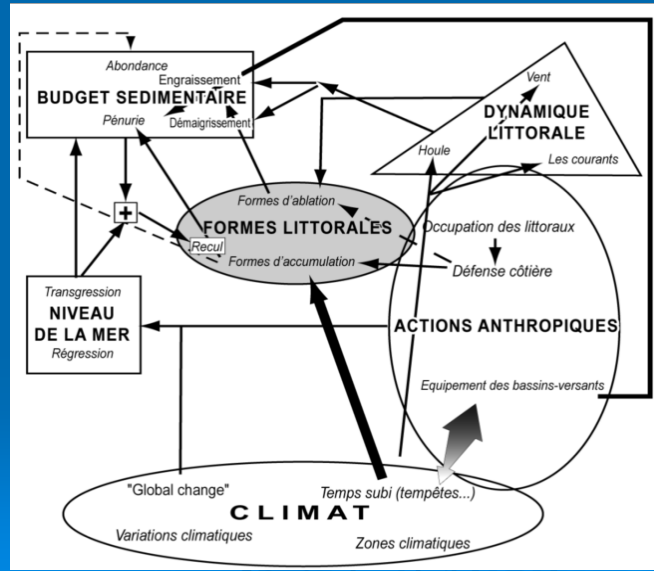 Abondance
Engraissement
BUDGET SEDIMENTAIRE
Pénurie
Démaigrissement
Vent
DYNAMIQUE
LITTORALE
Houle
Les courants
+
Formes d'ablation
FORMES LITTORALES
Recul
Formes d'accumulation
Occupation des littoraux
Défense côtière
Transgression
NIVEAU
DE LA MER
Régression
ACTIONS ANTHROPIQUES
Equipement des bassins-versants
"Global change"
Temps subi (tempêtes...)
CLIMAT
Variations climatiques
Zones climatiques